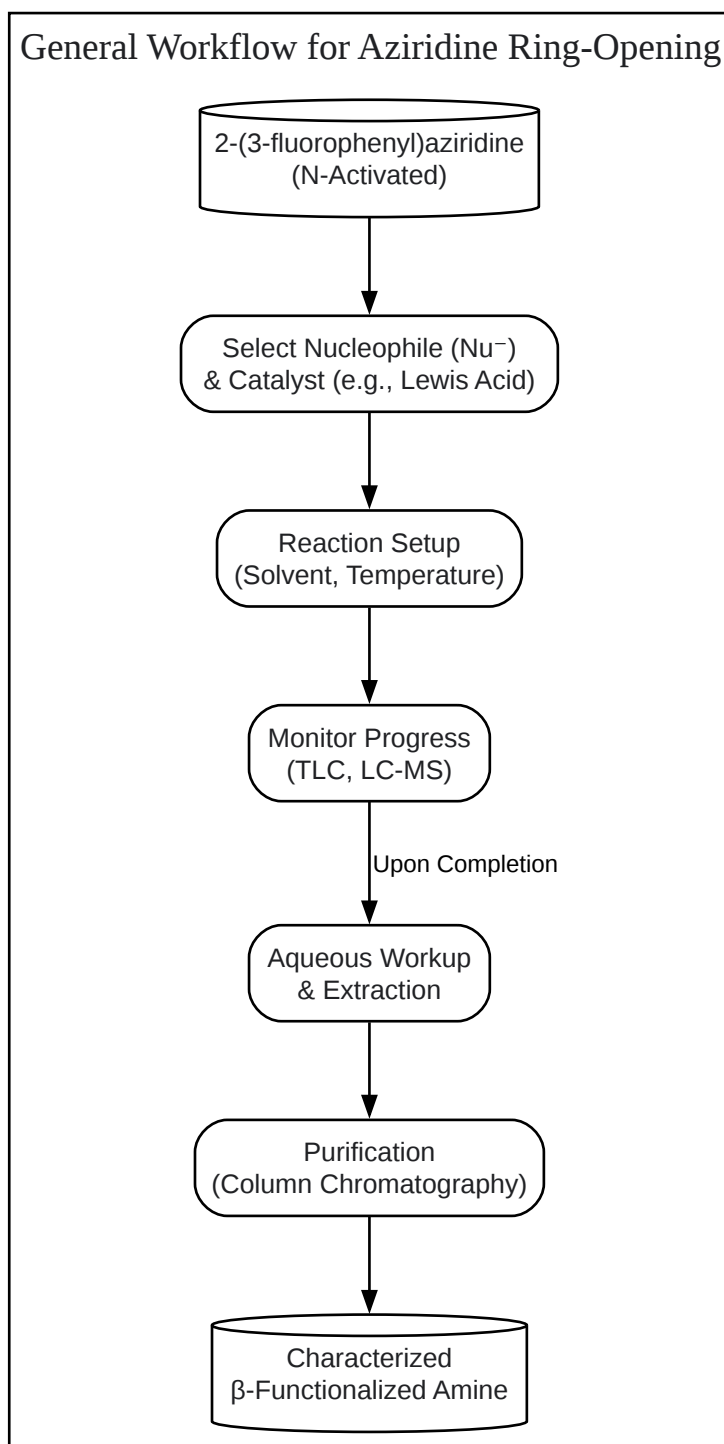 General Workflow for Aziridine Ring-Opening
2-(3-fluorophenyl)aziridine
(N-Activated)
Select Nucleophile (Nu⁻)
& Catalyst (e.g., Lewis Acid)
Reaction Setup
(Solvent, Temperature)
Monitor Progress
(TLC, LC-MS)
Upon Completion
Aqueous Workup
& Extraction
Purification
(Column Chromatography)
Characterized
β-Functionalized Amine